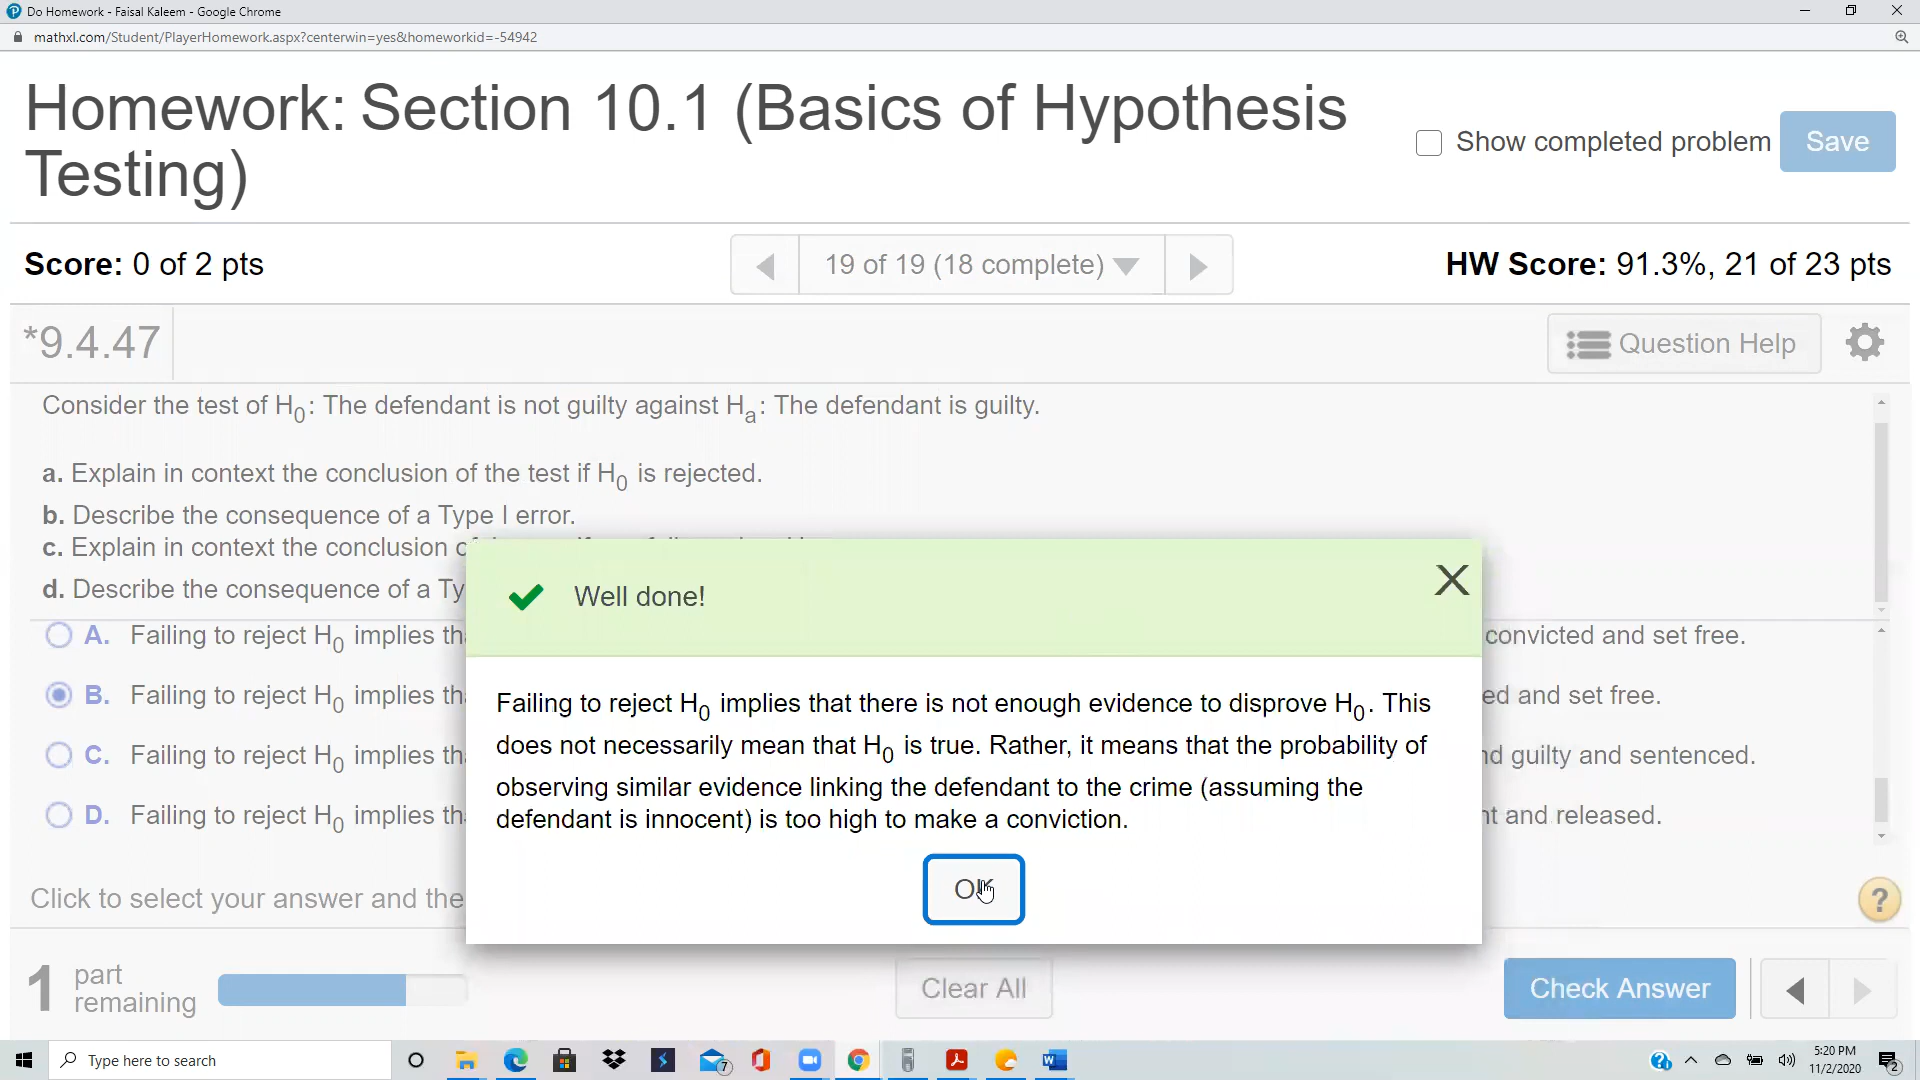 Do Homework - Faisal Kaleem - Google Chrome
mathxl.com/Student/PlayerHomework.aspx?centerwin=yes&homeworkid=-54942
Homework: Section 10.1 (Basics of Hypothesis
Testing)
Show completed problem
Save
Score: 0 of 2 pts
19 of 19 (18 complete)
HW Score: 91.3%, 21 of 23 pts
*9.4.47
Question Help
Consider the test of H0: The defendant is not guilty against Ha: The defendant is guilty.
a. Explain in context the conclusion of the test if H0 is rejected.
b. Describe the consequence of a Type I error.
c. Explain in context the conclusion
d. Describe the consequence of a Ty
Well done!
A. Failing to reject H0 implies tha
convicted and set free.
B. Failing to reject H0 implies tha
ed and set free.
C. Failing to reject H0 implies tha
nd guilty and sentenced.
D. Failing to reject H0 implies th
nt and released.
Failing to reject H0 implies that there is not enough evidence to disprove H0. This
does not necessarily mean that H0 is true. Rather, it means that the probability of
observing similar evidence linking the defendant to the crime (assuming the
defendant is innocent) is too high to make a conviction.
OK
Click to select your answer and the
?
1 part
remaining
Clear All
Check Answer
Type here to search
7
5:20 PM
11/2/2020
2